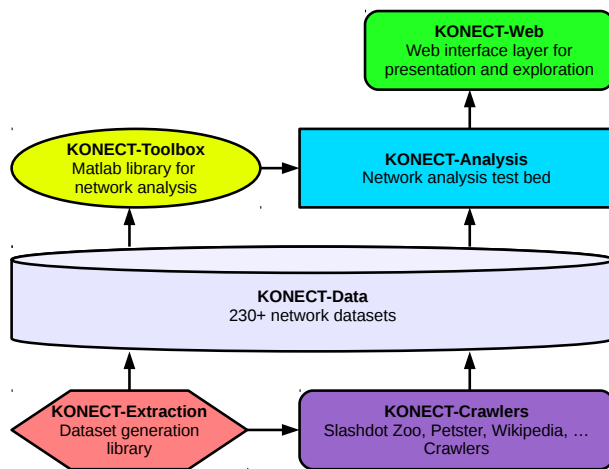 KONECT-Web
Web interface layer for
presentation and exploration
KONECT-Toolbox
Matlab library for
network analysis
KONECT-Analysis
Network analysis test bed
KONECT-Data
230+ network datasets
KONECT-Extraction
Dataset generation
library
KONECT-Crawlers
Slashdot Zoo, Petster, Wikipedia, …
Crawlers